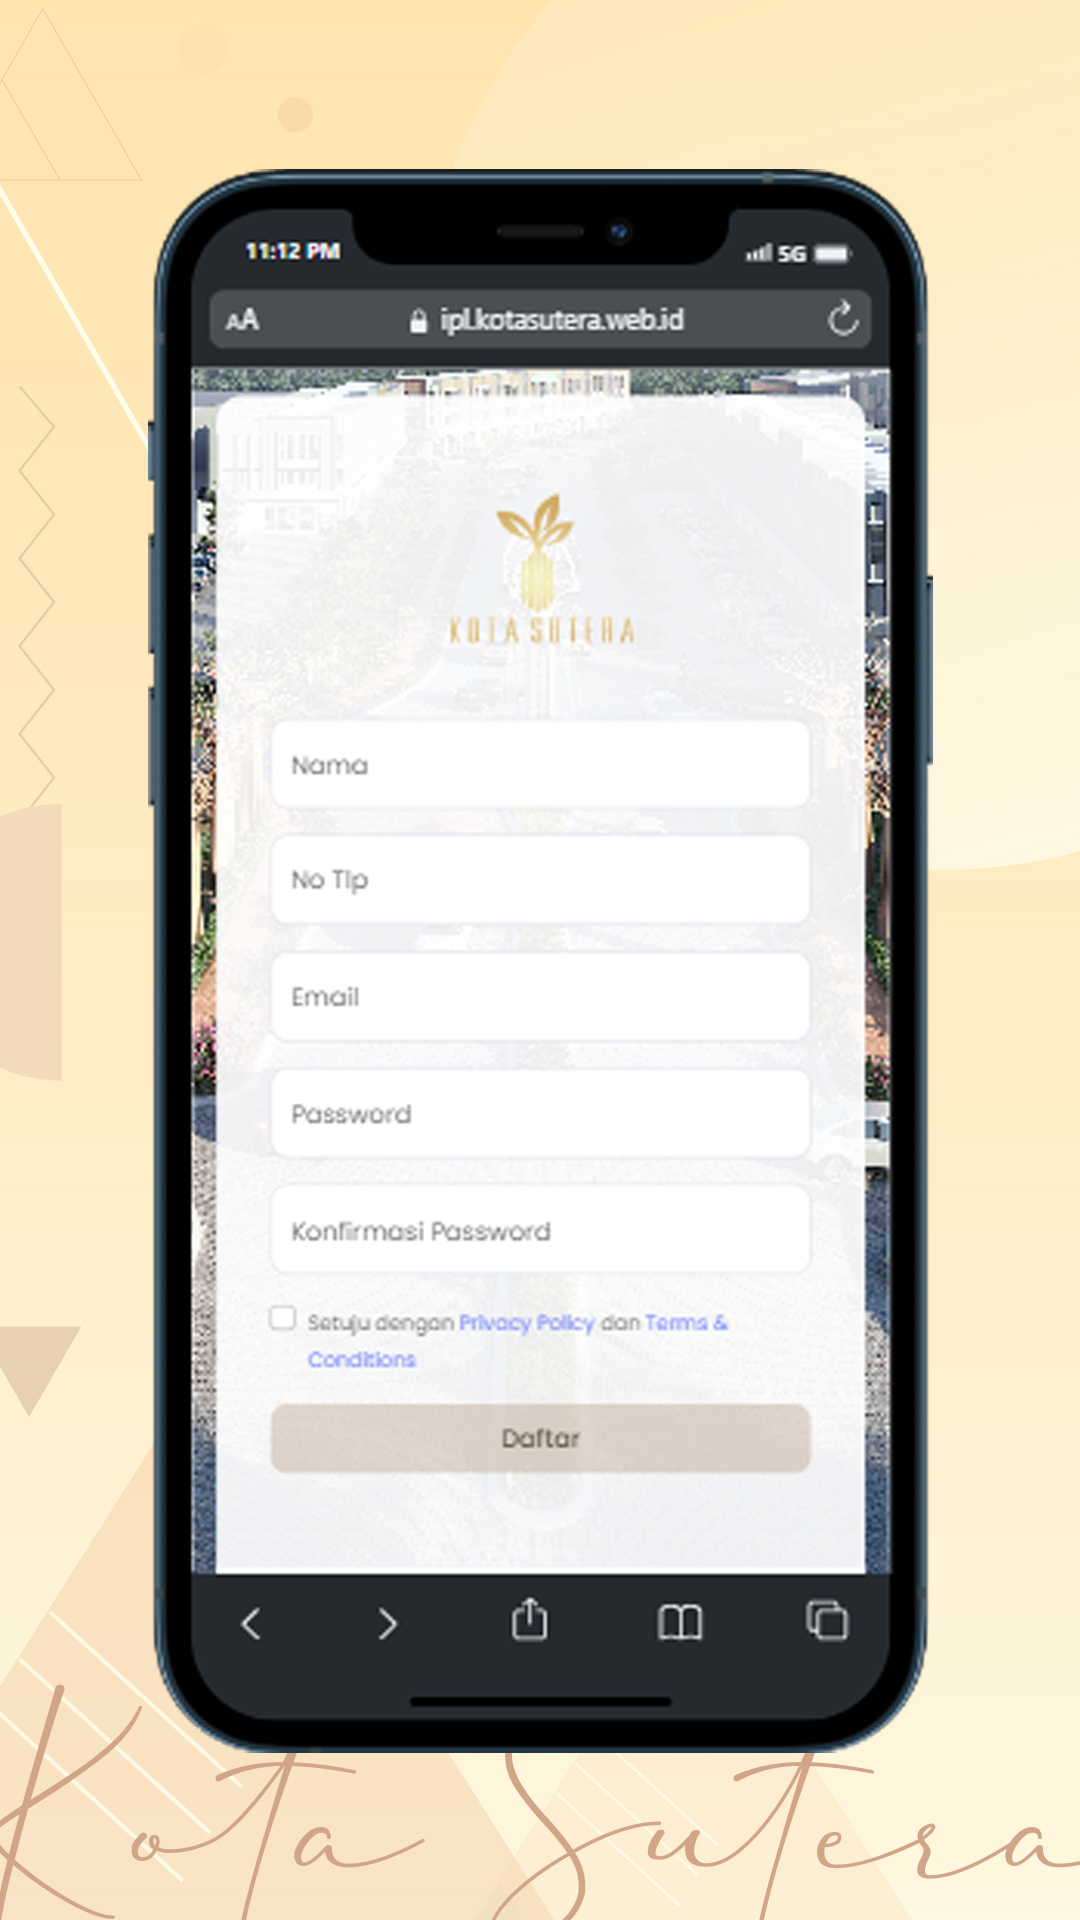 11:12 PM
5G
AA
ipl.kotasutera.web.id
KOTA SUTERA
Nama
No Tlp
Email
Password
Konfirmasi Password
Setuju dengan Privacy Policy dan Terms &
Conditions
Daftar
Kota Sutera